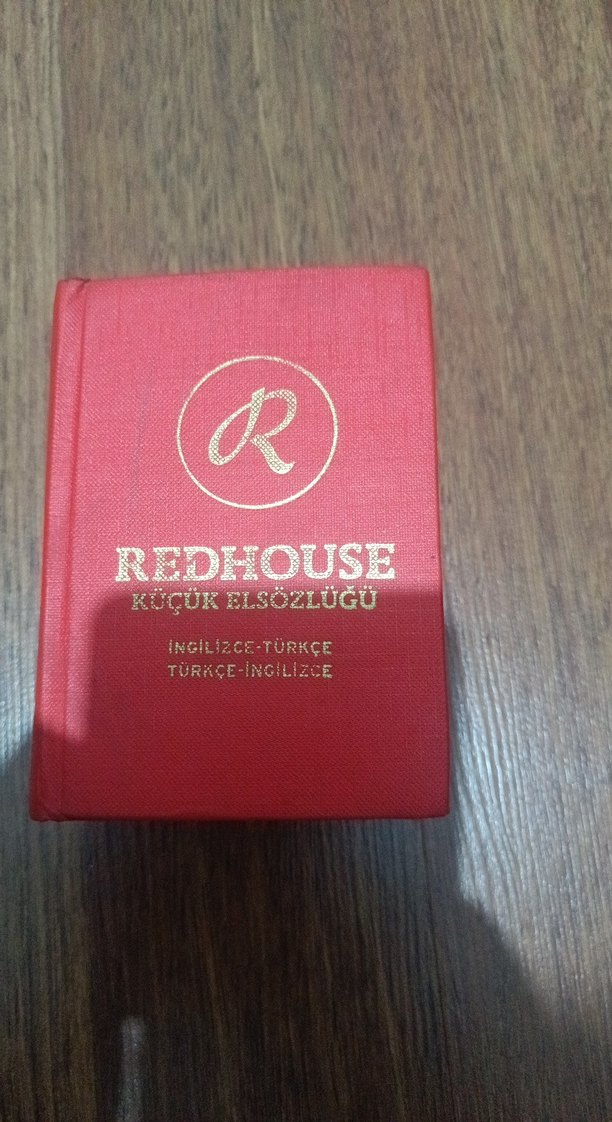 R
REDHOUSE
KÜÇÜK ELSÖZLÜĞÜ
İNGİLİZCE-TÜRKÇE
TÜRKÇE-İNGİLİZCE